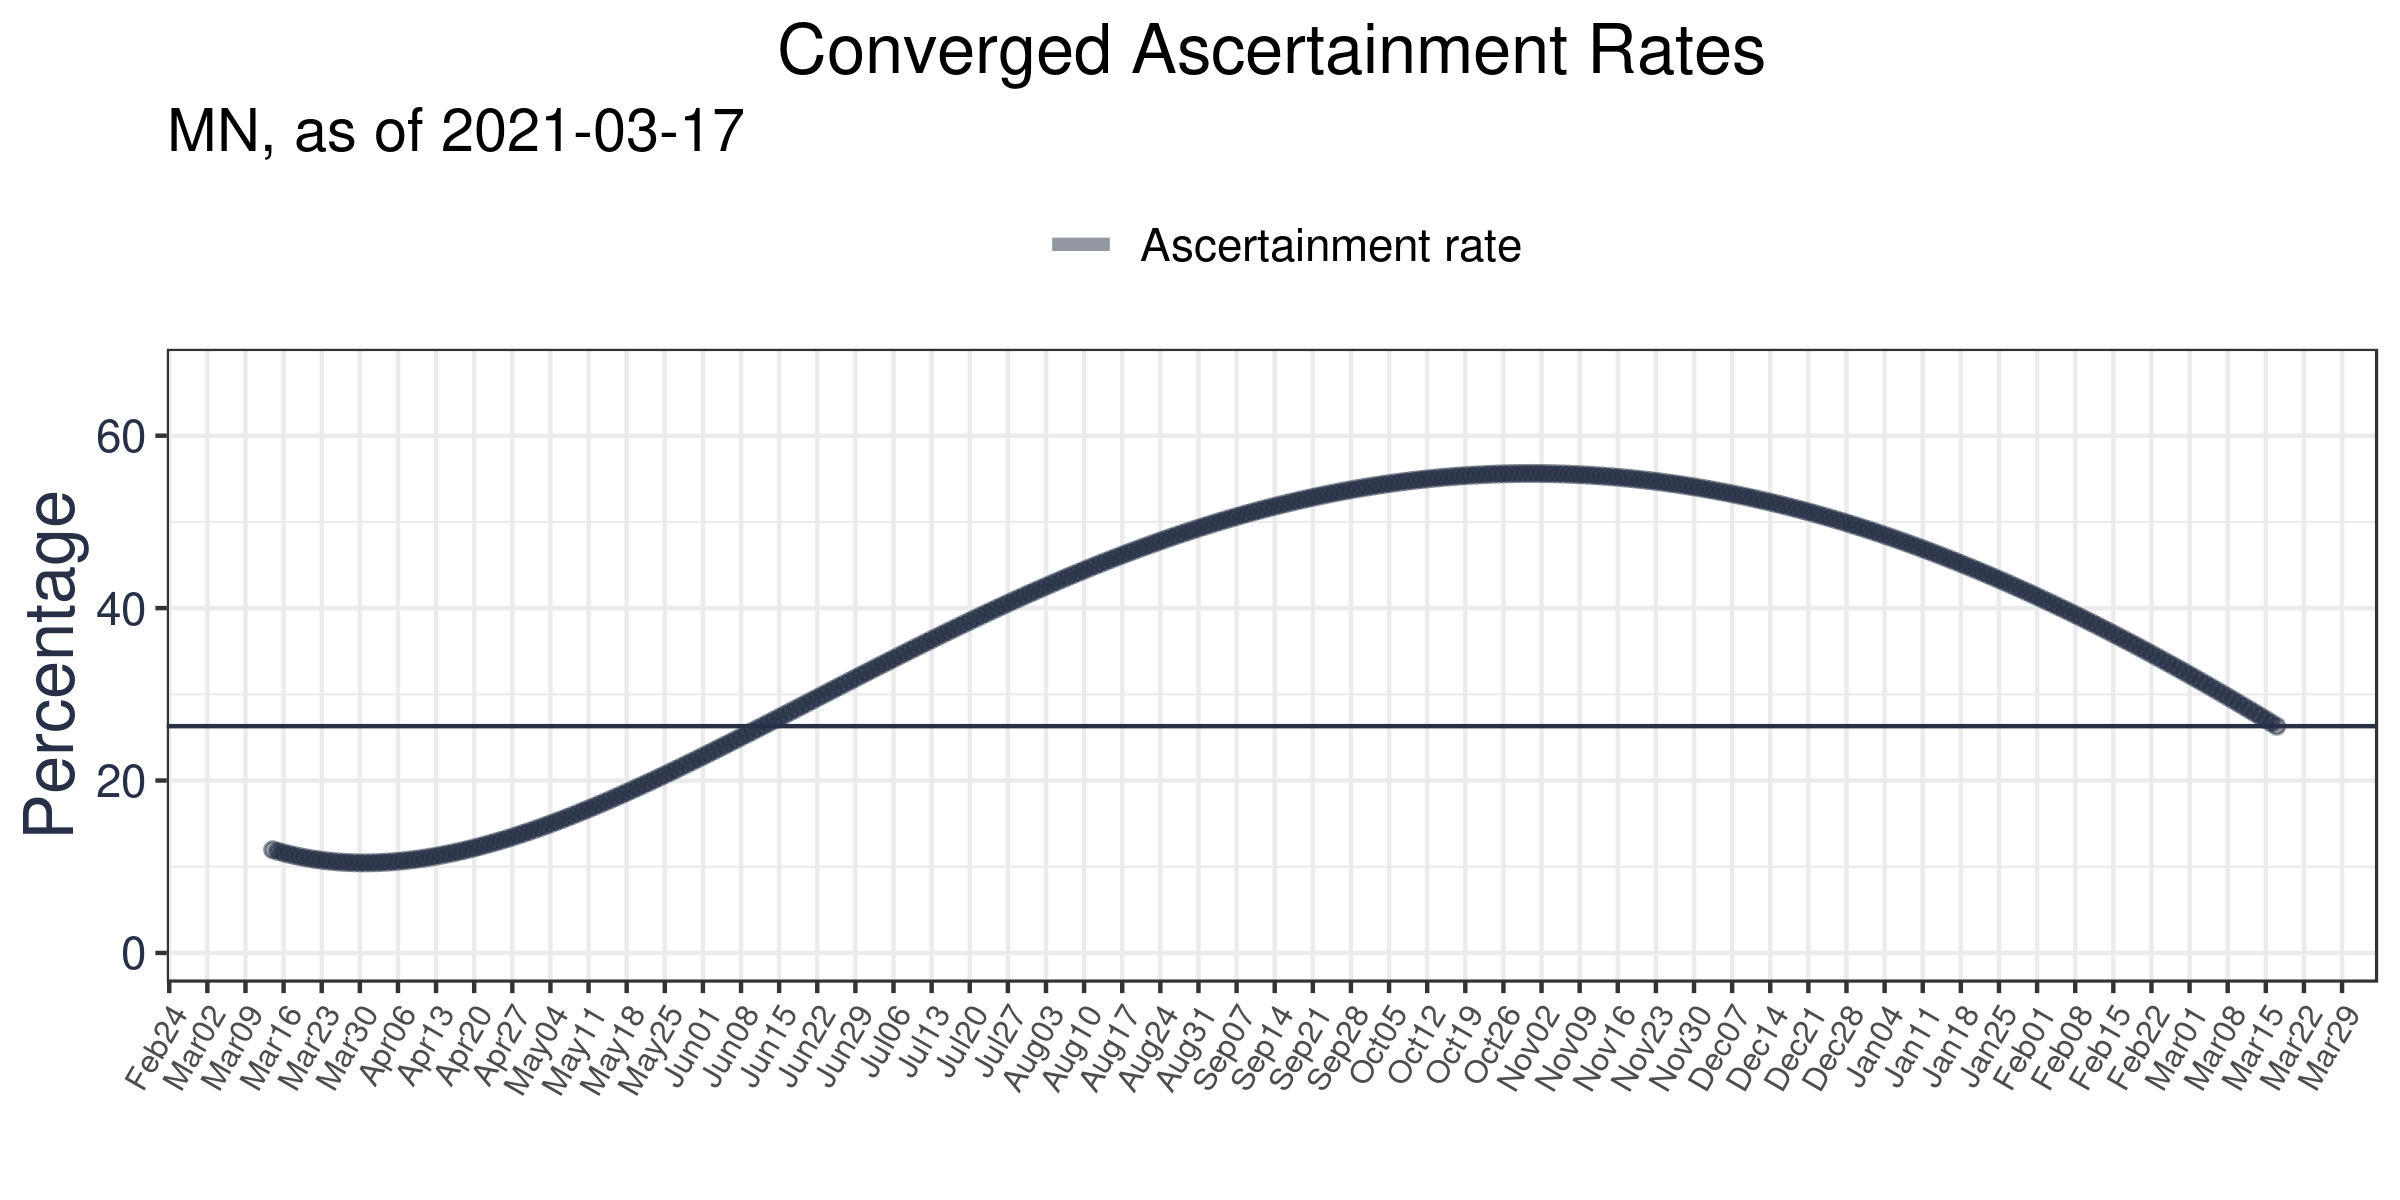 Converged Ascertainment Rates
MN, as of 2021-03-17
Ascertainment rate
Percentage
60
40
20
0
Feb24 Mar02 Mar09 Mar16 Mar23 Mar30 Apr06 Apr13 Apr20 Apr27 May04 May11 May18 May25 Jun01 Jun08 Jun15 Jun22 Jun29 Jul06 Jul13 Jul20 Jul27 Aug03 Aug10 Aug17 Aug24 Aug31 Sep07 Sep14 Sep21 Sep28 Oct05 Oct12 Oct19 Oct26 Nov02 Nov09 Nov16 Nov23 Nov30 Dec07 Dec14 Dec21 Dec28 Jan04 Jan11 Jan18 Jan25 Feb01 Feb08 Feb15 Feb22 Mar01 Mar08 Mar15 Mar22 Mar29